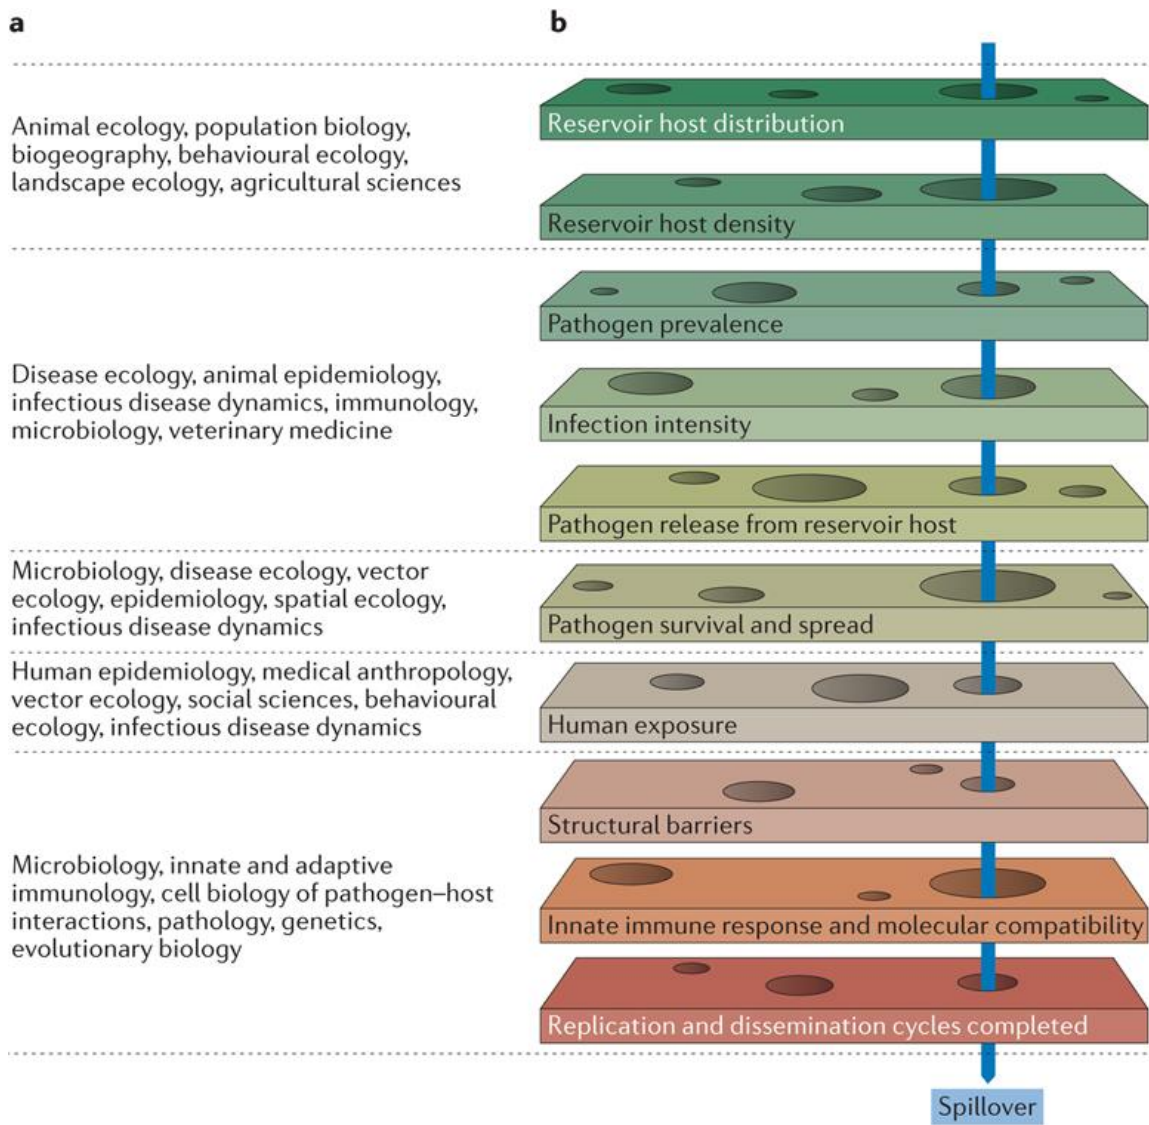 a
b
Animal ecology, population biology,
biogeography, behavioural ecology,
landscape ecology, agricultural sciences
Reservoir host distribution
Reservoir host density
Disease ecology, animal epidemiology,
infectious disease dynamics, immunology,
microbiology, veterinary medicine
Pathogen prevalence
Infection intensity
Pathogen release from reservoir host
Microbiology, disease ecology, vector
ecology, epidemiology, spatial ecology,
infectious disease dynamics
Pathogen survival and spread
Human epidemiology, medical anthropology,
vector ecology, social sciences, behavioural
ecology, infectious disease dynamics
Human exposure
Microbiology, innate and adaptive
immunology, cell biology of pathogen–host
interactions, pathology, genetics,
evolutionary biology
Structural barriers
Innate immune response and molecular compatibility
Replication and dissemination cycles completed
Spillover